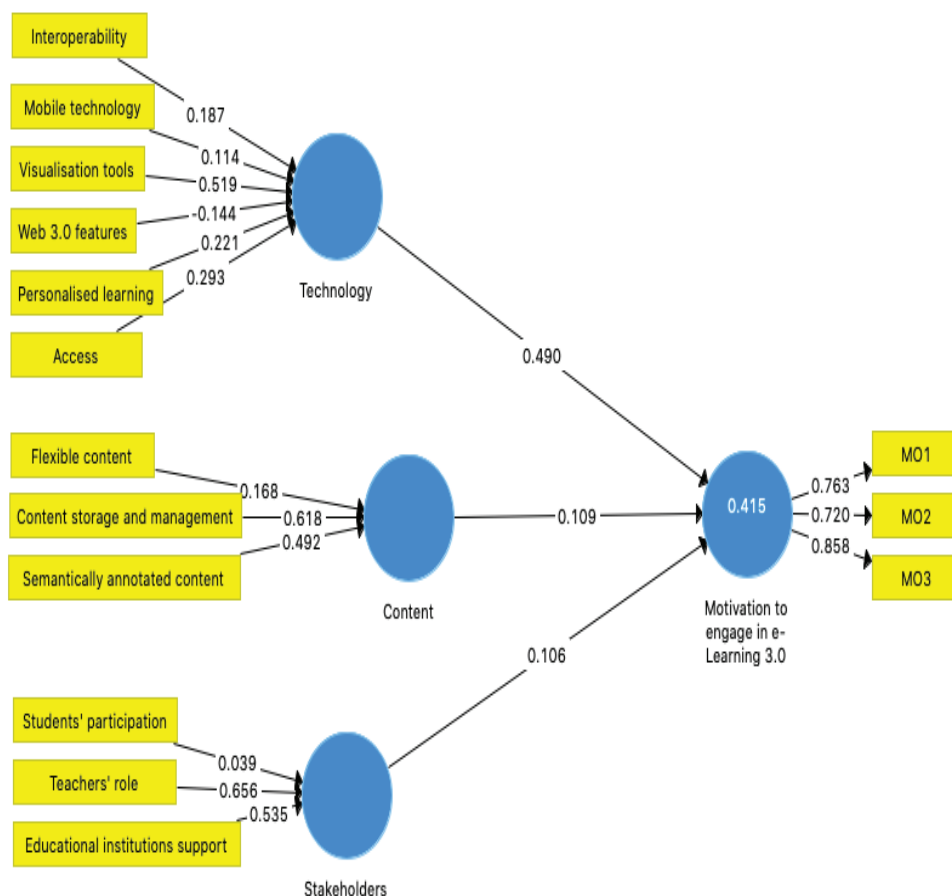 Interoperability
Mobile technology
Visualisation tools
Web 3.0 features
Personalised learning
Access
0.187
0.114
0.519
-0.144
0.221
0.293
Technology
0.490
Flexible content
Content storage and management
Semantically annotated content
0.168
0.618
0.492
Content
0.109
Students' participation
Teachers' role
Educational institutions support
0.039
0.656
0.535
Stakeholders
0.106
0.415
Motivation to
engage in e-
Learning 3.0
0.763
0.720
0.858
MO1
MO2
MO3